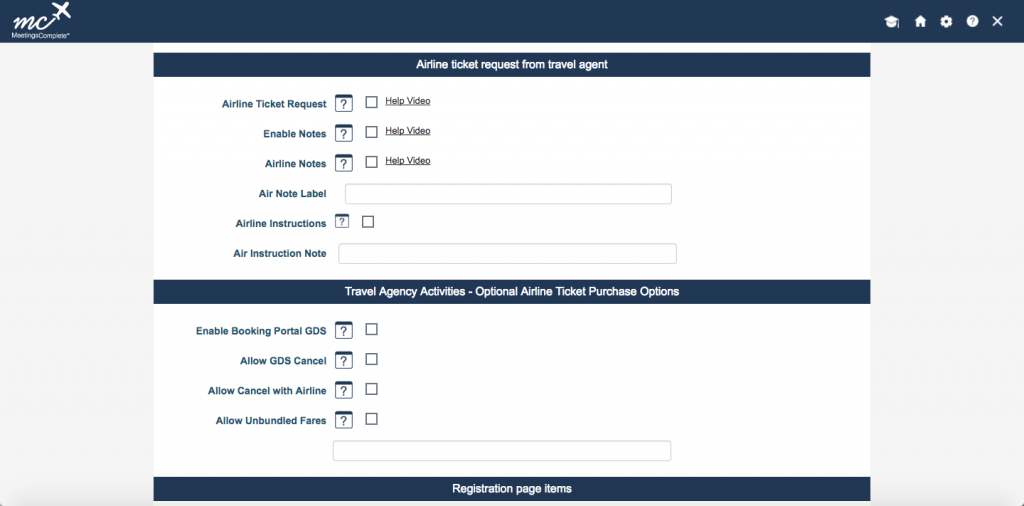 mc
MeetingsComplete™
Airline ticket request from travel agent
Airline Ticket Request ? Help Video
Enable Notes ? Help Video
Airline Notes ? Help Video
Air Note Label
Airline Instructions ?
Air Instruction Note
Travel Agency Activities - Optional Airline Ticket Purchase Options
Enable Booking Portal GDS ?
Allow GDS Cancel ?
Allow Cancel with Airline ?
Allow Unbundled Fares ?
Registration page items